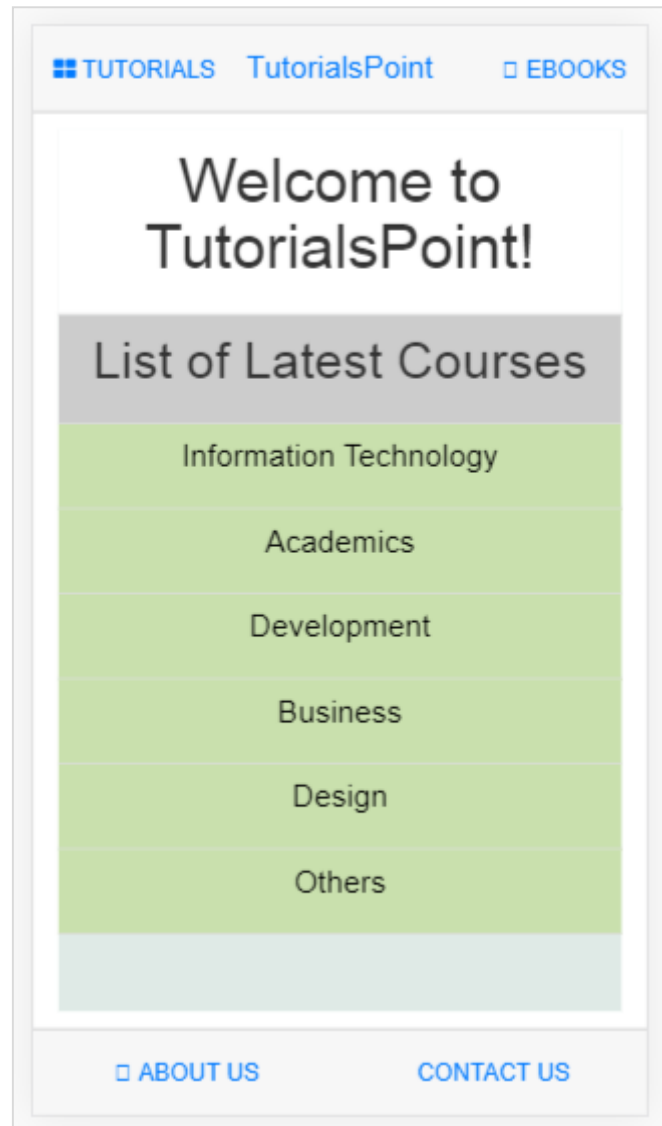 TUTORIALS TutorialsPoint EBOOKS
Welcome to
TutorialsPoint!
List of Latest Courses
Information Technology
Academics
Development
Business
Design
Others
ABOUT US CONTACT US